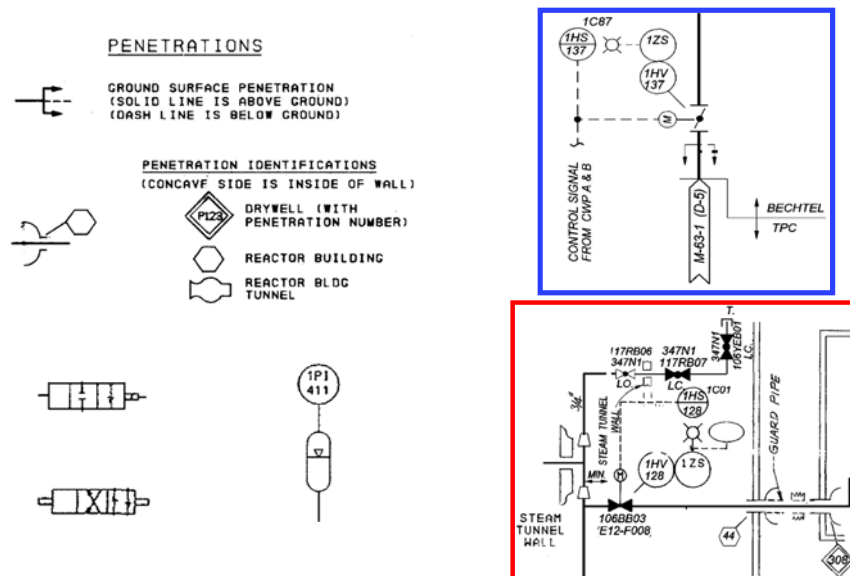 PENETRATIONS
GROUND SURFACE PENETRATION
(SOLID LINE IS ABOVE GROUND)
(DASH LINE IS BELOW GROUND)
PENETRATION IDENTIFICATIONS
(CONCAVE SIDE IS INSIDE OF WALL)
P123
DRYWELL (WITH
PENETRATION NUMBER)
REACTOR BUILDING
REACTOR BLDG
TUNNEL
1PI
411
1C87
1HS
137
1ZS
1HV
137
M
CONTROL SIGNAL
FROM CWP A & B
M-63-1 (D-5)
BECHTEL
TPC
T.
347N1
106YEB01
LC.
117RB06
347N1
LO.
347N1
117RB07
LC.
1C01
1HS
128
3/4"
STEAM TUNNEL
WALL
GUARD PIPE
MIN.
M
1HV
128
1ZS
106BB03
'E12-F008,
STEAM
TUNNEL
WALL
44
308